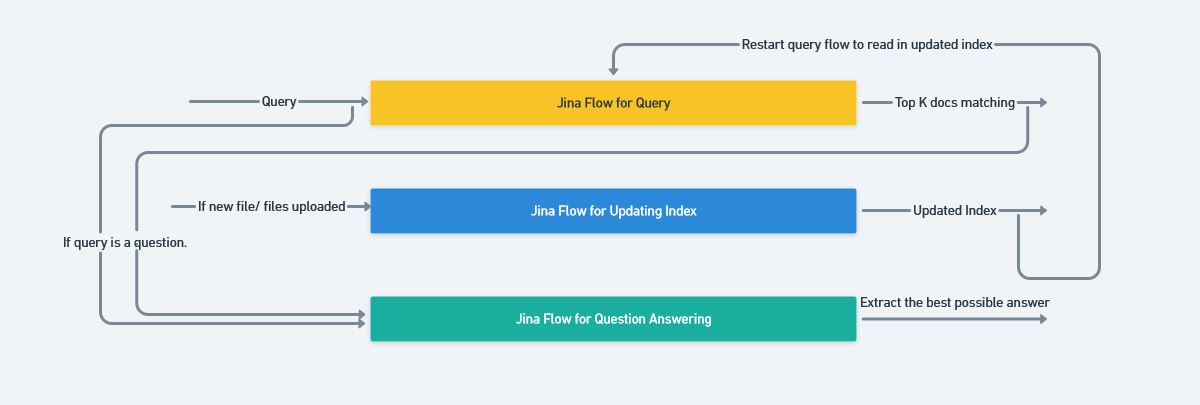 Restart query flow to read in updated index
Query
Jina Flow for Query
Top K docs matching
If new file/ files uploaded
Jina Flow for Updating Index
Updated Index
If query is a question.
Extract the best possible answer
Jina Flow for Question Answering